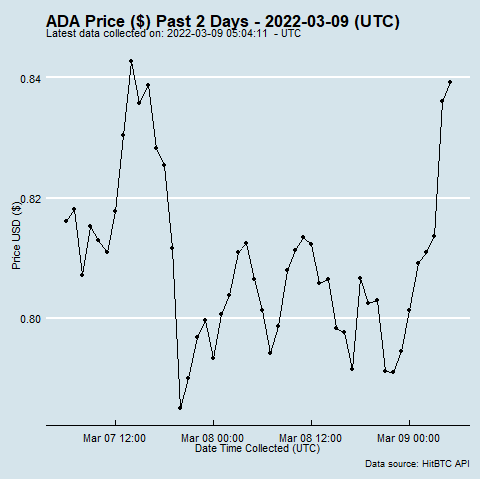 ADA Price ($) Past 2 Days - 2022-03-09 (UTC)
Latest data collected on: 2022-03-09 05:04:11 - UTC
0.84
0.82
0.80
Price USD ($)
Mar 07 12:00 Mar 08 00:00 Mar 08 12:00 Mar 09 00:00
Date Time Collected (UTC)
Data source: HitBTC API